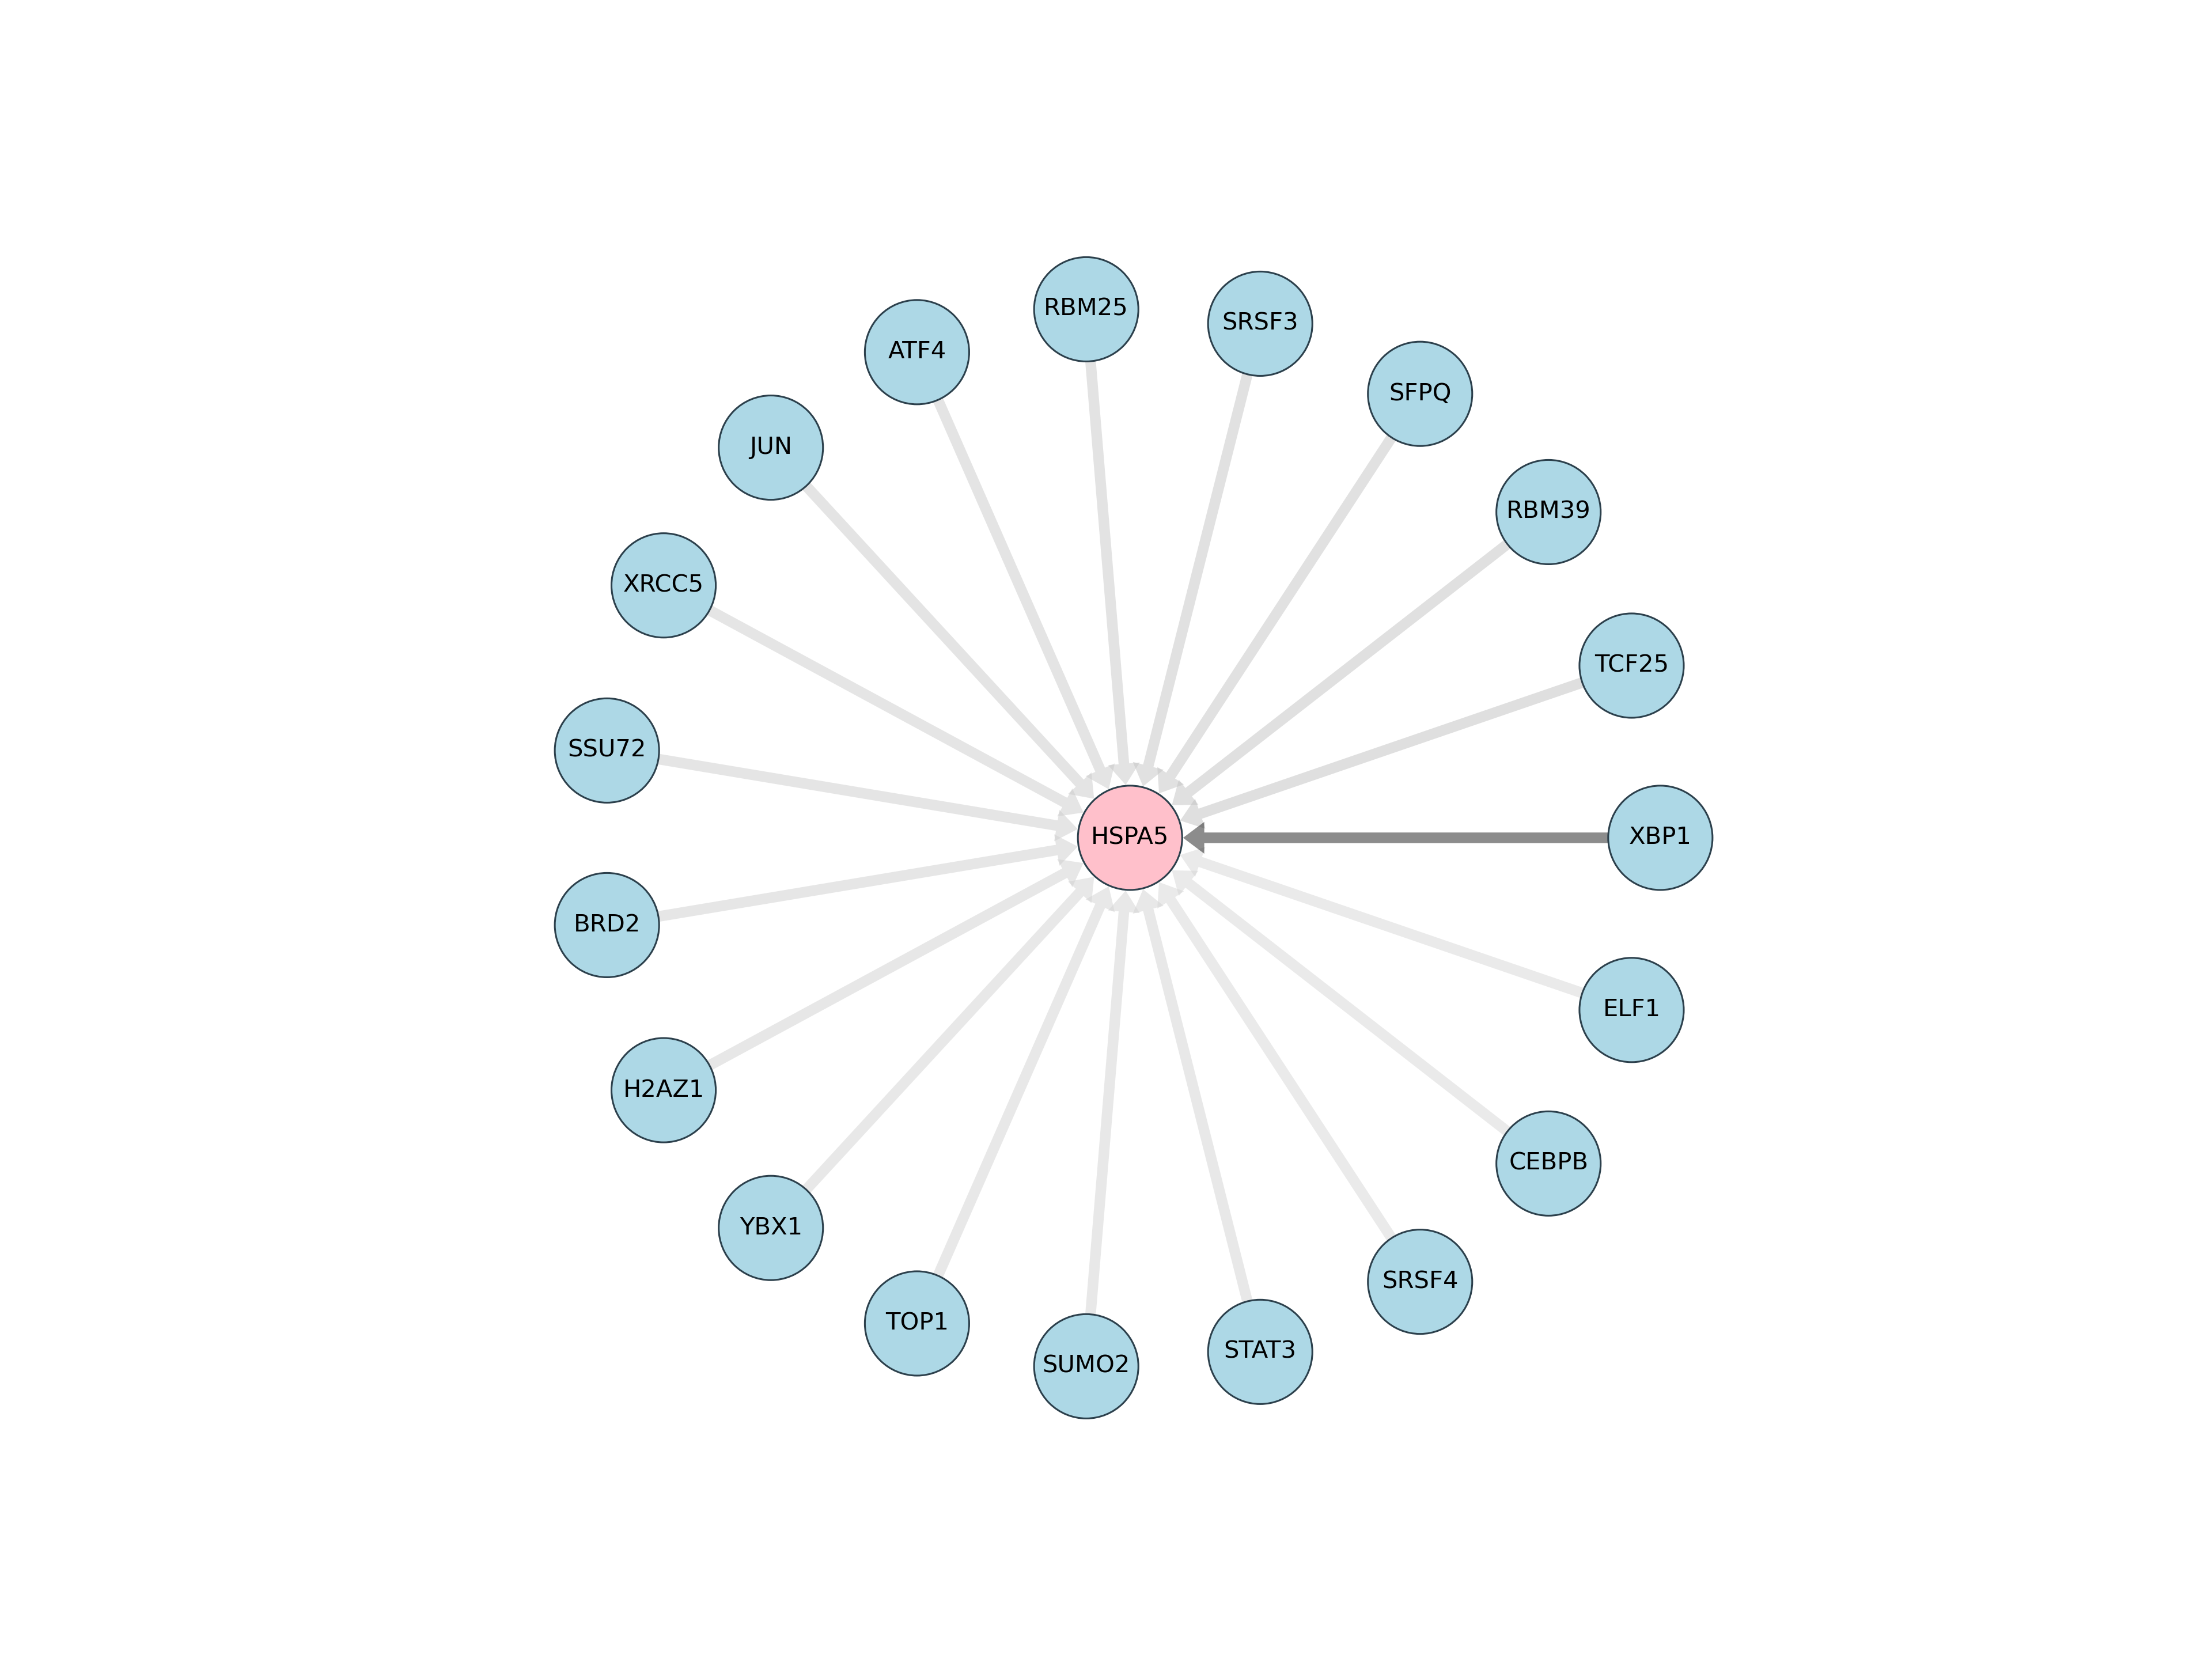 RBM25
SRSF3
ATF4
SFPQ
JUN
RBM39
XRCC5
TCF25
SSU72
HSPA5
XBP1
BRD2
ELF1
H2AZ1
CEBPB
YBX1
SRSF4
TOP1
STAT3
SUMO2